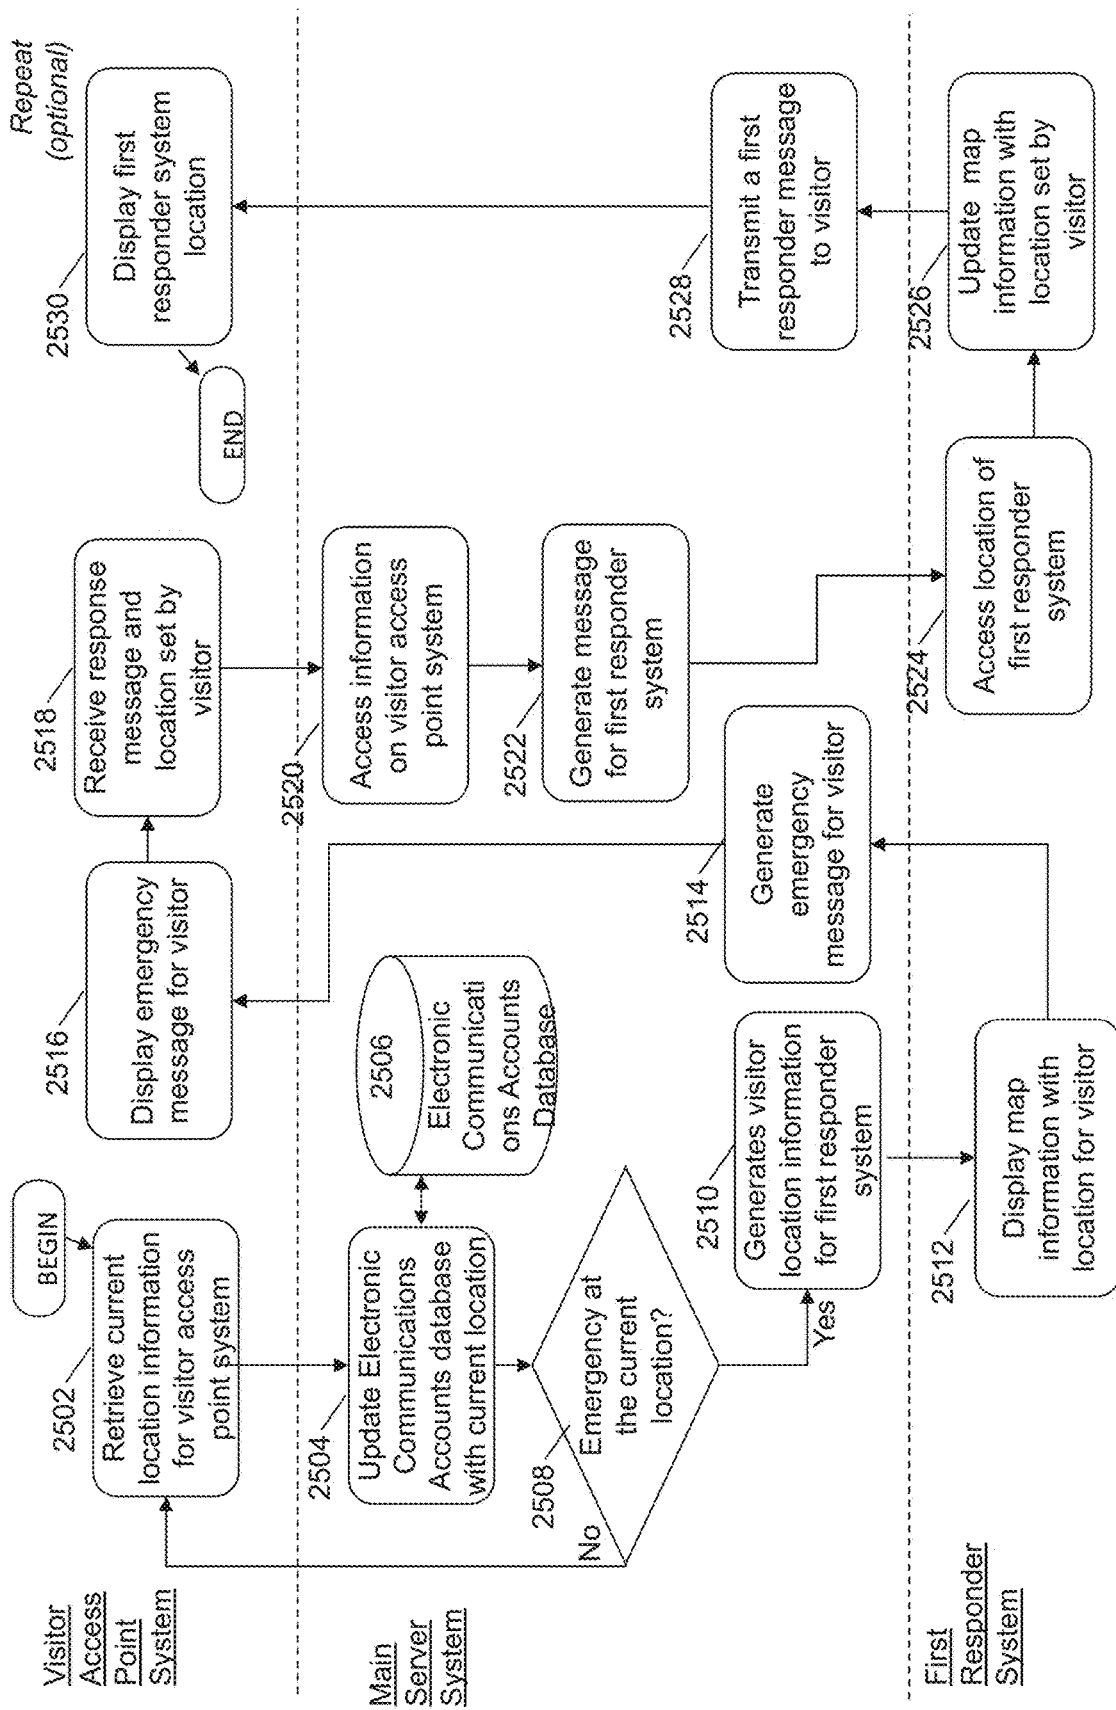 Visitor
Access
Point
System
BEGIN
2502
Retrieve current
location information
for visitor access
point system
2516
Display emergency
message for visitor
2518
Receive response
message and
location set by
visitor
Repeat
(optional)
2530
Display first
responder system
location
END
Main
Server
System
2504
Update Electronic
Communications
Accounts database
with current location
2506
Electronic
Communicati
ons Accounts
Database
2508
Emergency at
the current
location?
No
Yes
2510
Generates visitor
location information
for first responder
system
2514
Generate
emergency
message for visitor
2520
Access information
on visitor access
point system
2522
Generate message
for first responder
system
2528
Transmit a first
responder message
to visitor
First
Responder
System
2512
Display map
information with
location for visitor
2524
Access location of
first responder
system
2526
Update map
information with
location set by
visitor